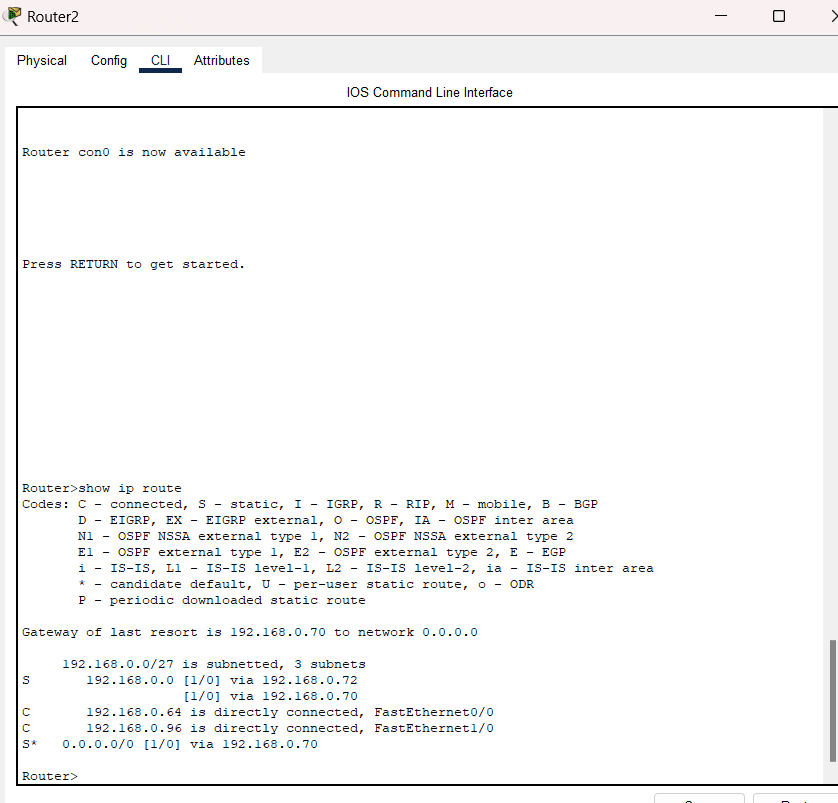 Router2
Physical Config CLI Attributes
IOS Command Line Interface
Router con0 is now available
Press RETURN to get started.
Router>show ip route
Codes: C - connected, S - static, I - IGRP, R - RIP, M - mobile, B - BGP
       D - EIGRP, EX - EIGRP external, O - OSPF, IA - OSPF inter area
       N1 - OSPF NSSA external type 1, N2 - OSPF NSSA external type 2
       E1 - OSPF external type 1, E2 - OSPF external type 2, E - EGP
       i - IS-IS, L1 - IS-IS level-1, L2 - IS-IS level-2, ia - IS-IS inter area
       * - candidate default, U - per-user static route, o - ODR
       P - periodic downloaded static route
Gateway of last resort is 192.168.0.70 to network 0.0.0.0
     192.168.0.0/27 is subnetted, 3 subnets
S       192.168.0.0 [1/0] via 192.168.0.72
                    [1/0] via 192.168.0.70
C       192.168.0.64 is directly connected, FastEthernet0/0
C       192.168.0.96 is directly connected, FastEthernet1/0
S*   0.0.0.0/0 [1/0] via 192.168.0.70
Router>